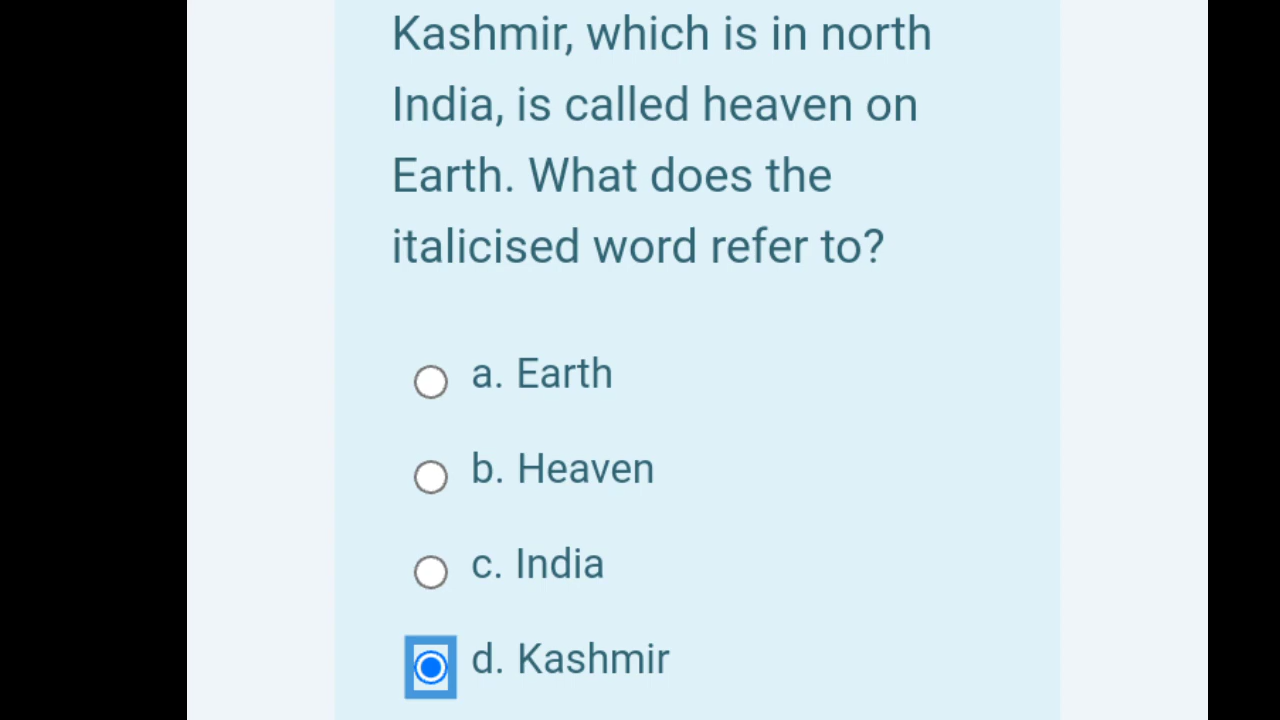 Kashmir, which is in north
India, is called heaven on
Earth. What does the
italicised word refer to?
a. Earth
b. Heaven
c. India
d. Kashmir